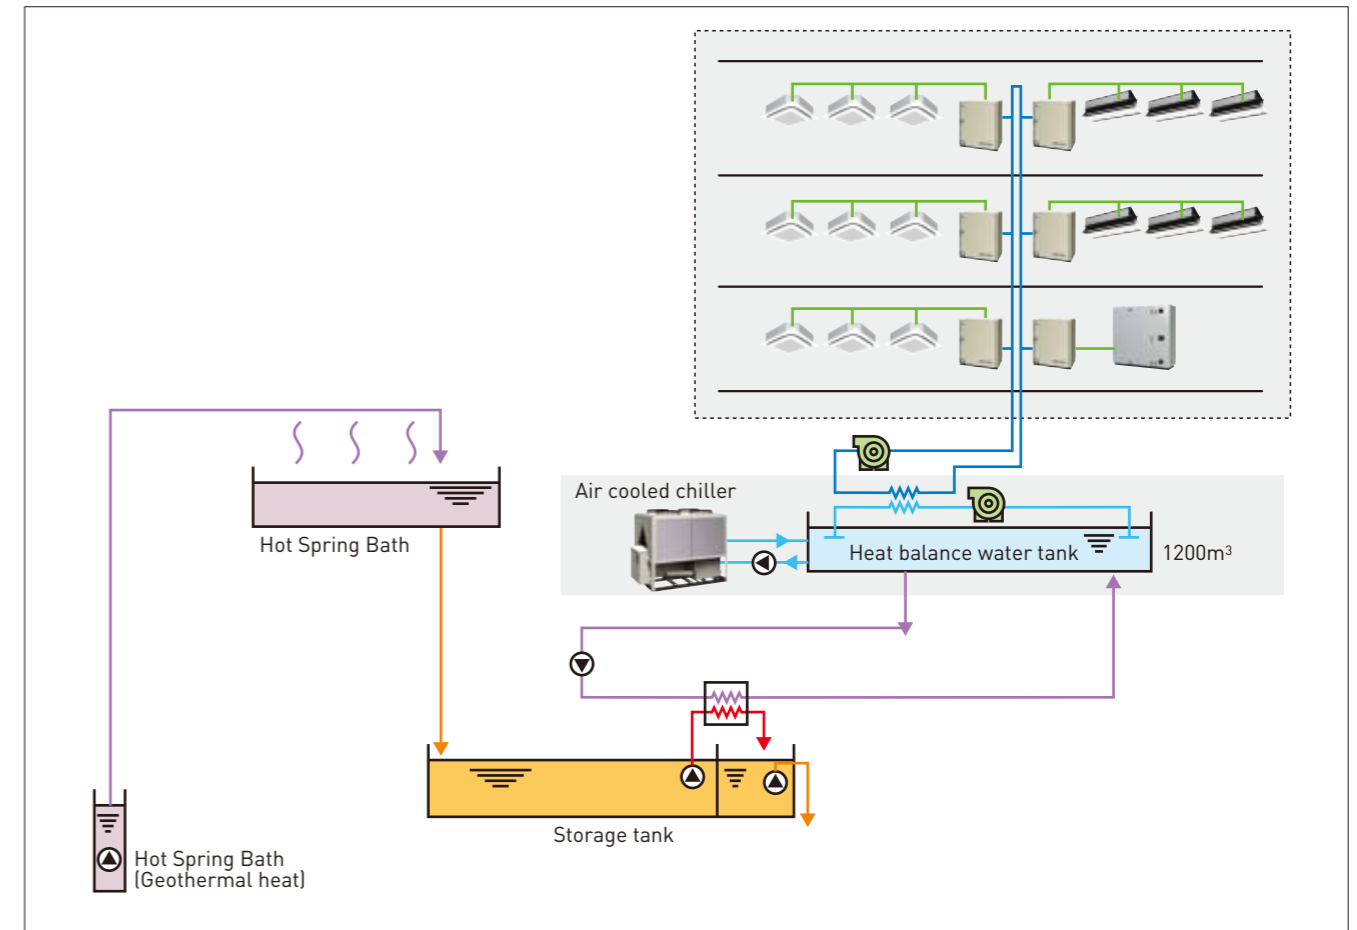 Air cooled chiller
Hot Spring Bath
Heat balance water tank
1200m³
Storage tank
Hot Spring Bath
(Geothermal heat)